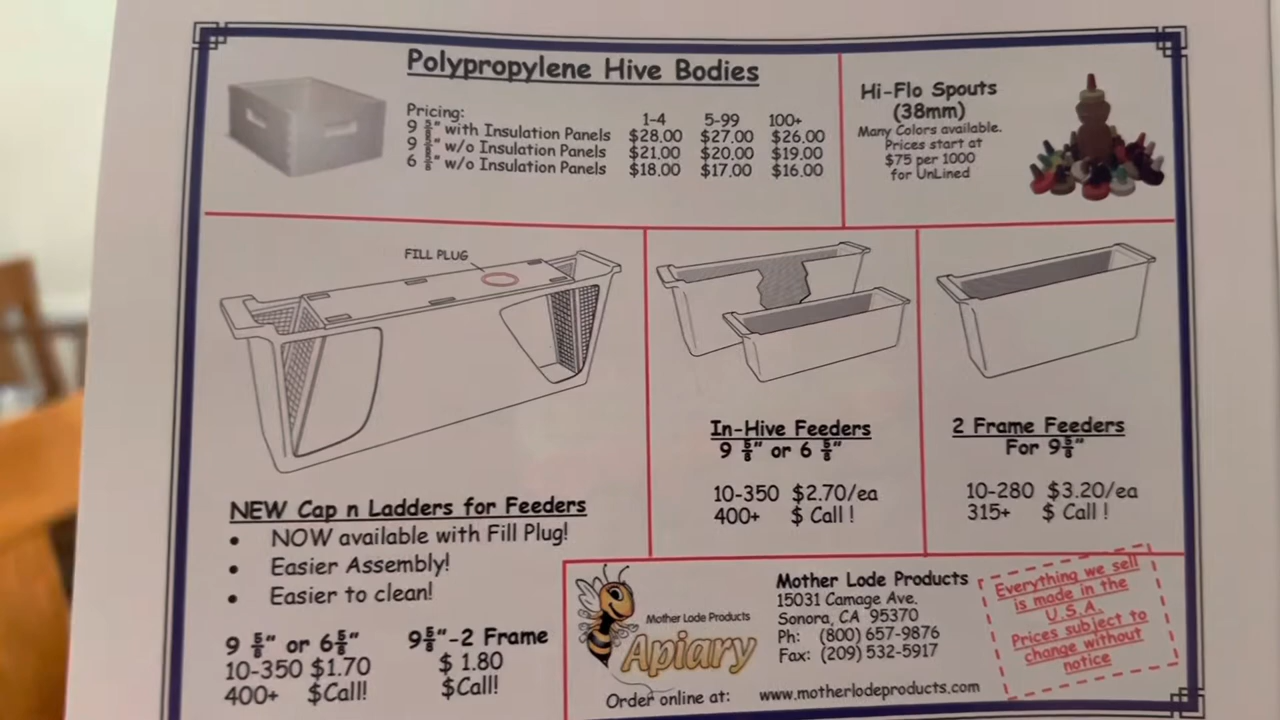 Polypropylene Hive Bodies
Pricing: 1-4 5-99 100+
9 5/8" with Insulation Panels $28.00 $27.00 $26.00
9 5/8" w/o Insulation Panels $21.00 $20.00 $19.00
6 5/8" w/o Insulation Panels $18.00 $17.00 $16.00
Hi-Flo Spouts
(38mm)
Many Colors available.
Prices start at
$75 per 1000
for UnLined
FILL PLUG
NEW Cap n Ladders for Feeders
• NOW available with Fill Plug!
• Easier Assembly!
• Easier to clean!
9 5/8" or 6 5/8" 9 5/8"-2 Frame
10-350 $1.70 $ 1.80
400+ $Call! $Call!
In-Hive Feeders
9 5/8" or 6 5/8"
10-350 $2.70/ea
400+ $ Call !
2 Frame Feeders
For 9 5/8"
10-280 $3.20/ea
315+ $ Call !
Mother Lode Products
Apiary
Mother Lode Products
15031 Camage Ave.
Sonora, CA 95370
Ph: (800) 657-9876
Fax: (209) 532-5917
Order online at: www.motherlodeproducts.com
Everything we sell
is made in the
U.S.A.
Prices subject to
change without
notice